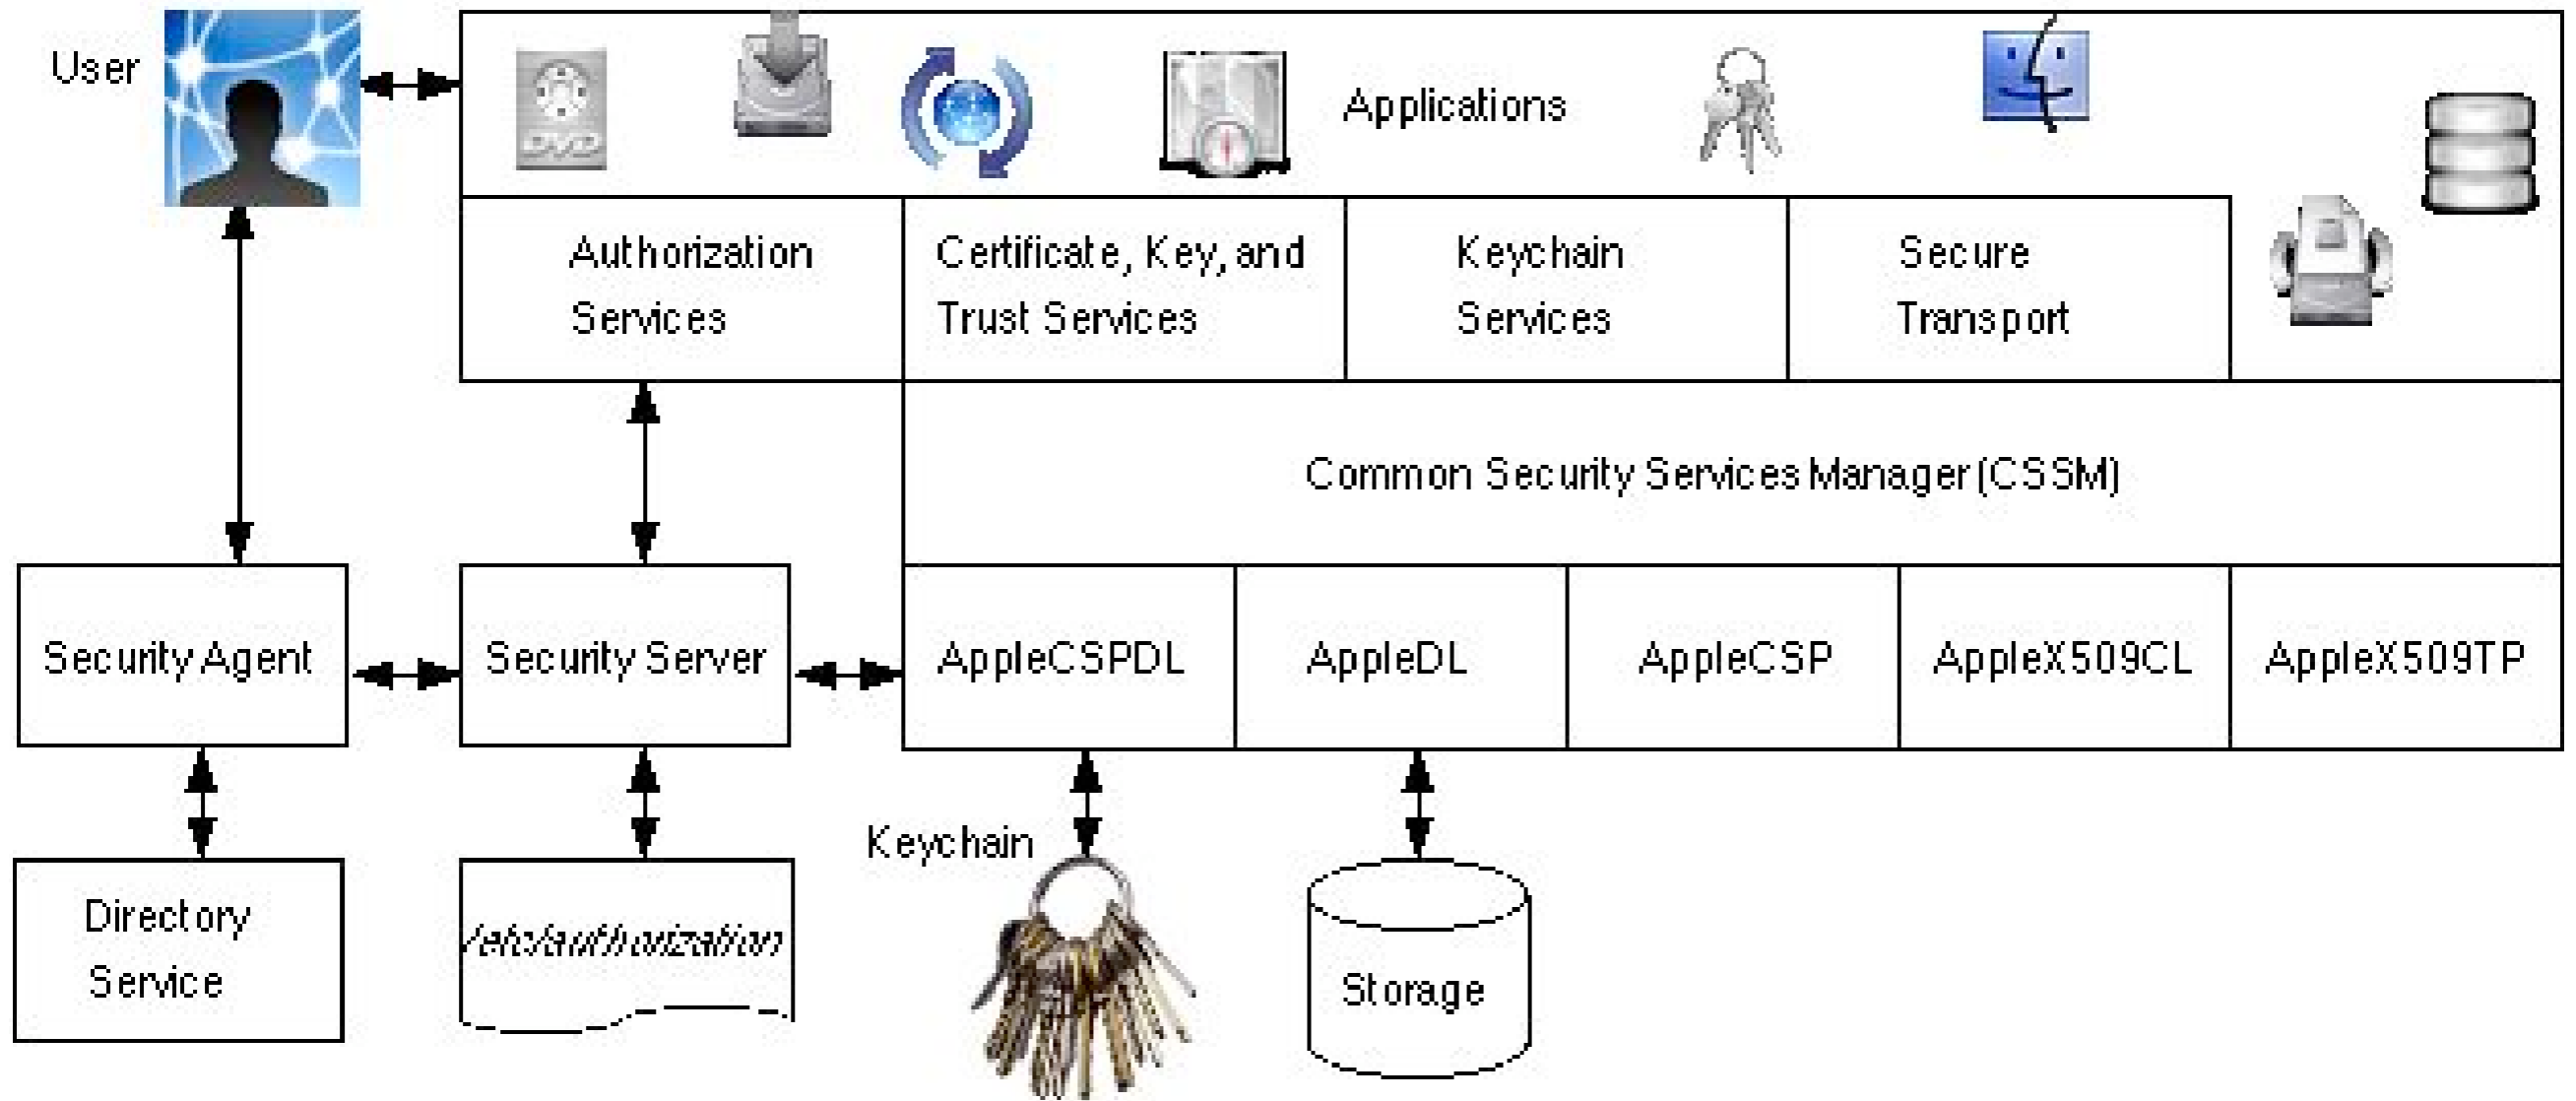 User
DVD
Applications
Authorization
Services
Certificate, Key, and
Trust Services
Keychain
Services
Secure
Transport
Common Security Services Manager (CSSM)
Security Agent
Security Server
AppleCSPDL
AppleDL
AppleCSP
AppleX509CL
AppleX509TP
Keychain
Directory
Service
/etc/authorization
Storage